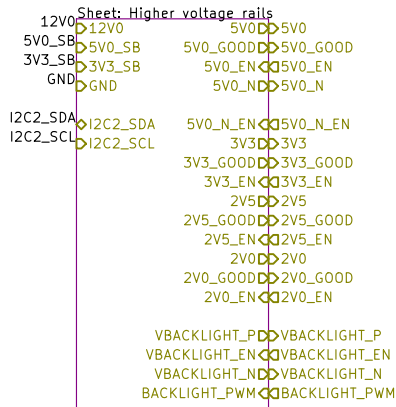 Sheet: Higher voltage rails
12V0 12V0 5V0 5V0
5V0_SB 5V0_SB 5V0_GOOD 5V0_GOOD
3V3_SB 3V3_SB 5V0_EN 5V0_EN
GND GND 5V0_N 5V0_N
I2C2_SDA I2C2_SDA 5V0_N_EN 5V0_N_EN
I2C2_SCL I2C2_SCL 3V3 3V3
3V3_GOOD 3V3_GOOD
3V3_EN 3V3_EN
2V5 2V5
2V5_GOOD 2V5_GOOD
2V5_EN 2V5_EN
2V0 2V0
2V0_GOOD 2V0_GOOD
2V0_EN 2V0_EN
VBACKLIGHT_P VBACKLIGHT_P
VBACKLIGHT_EN VBACKLIGHT_EN
VBACKLIGHT_N VBACKLIGHT_N
BACKLIGHT_PWM BACKLIGHT_PWM